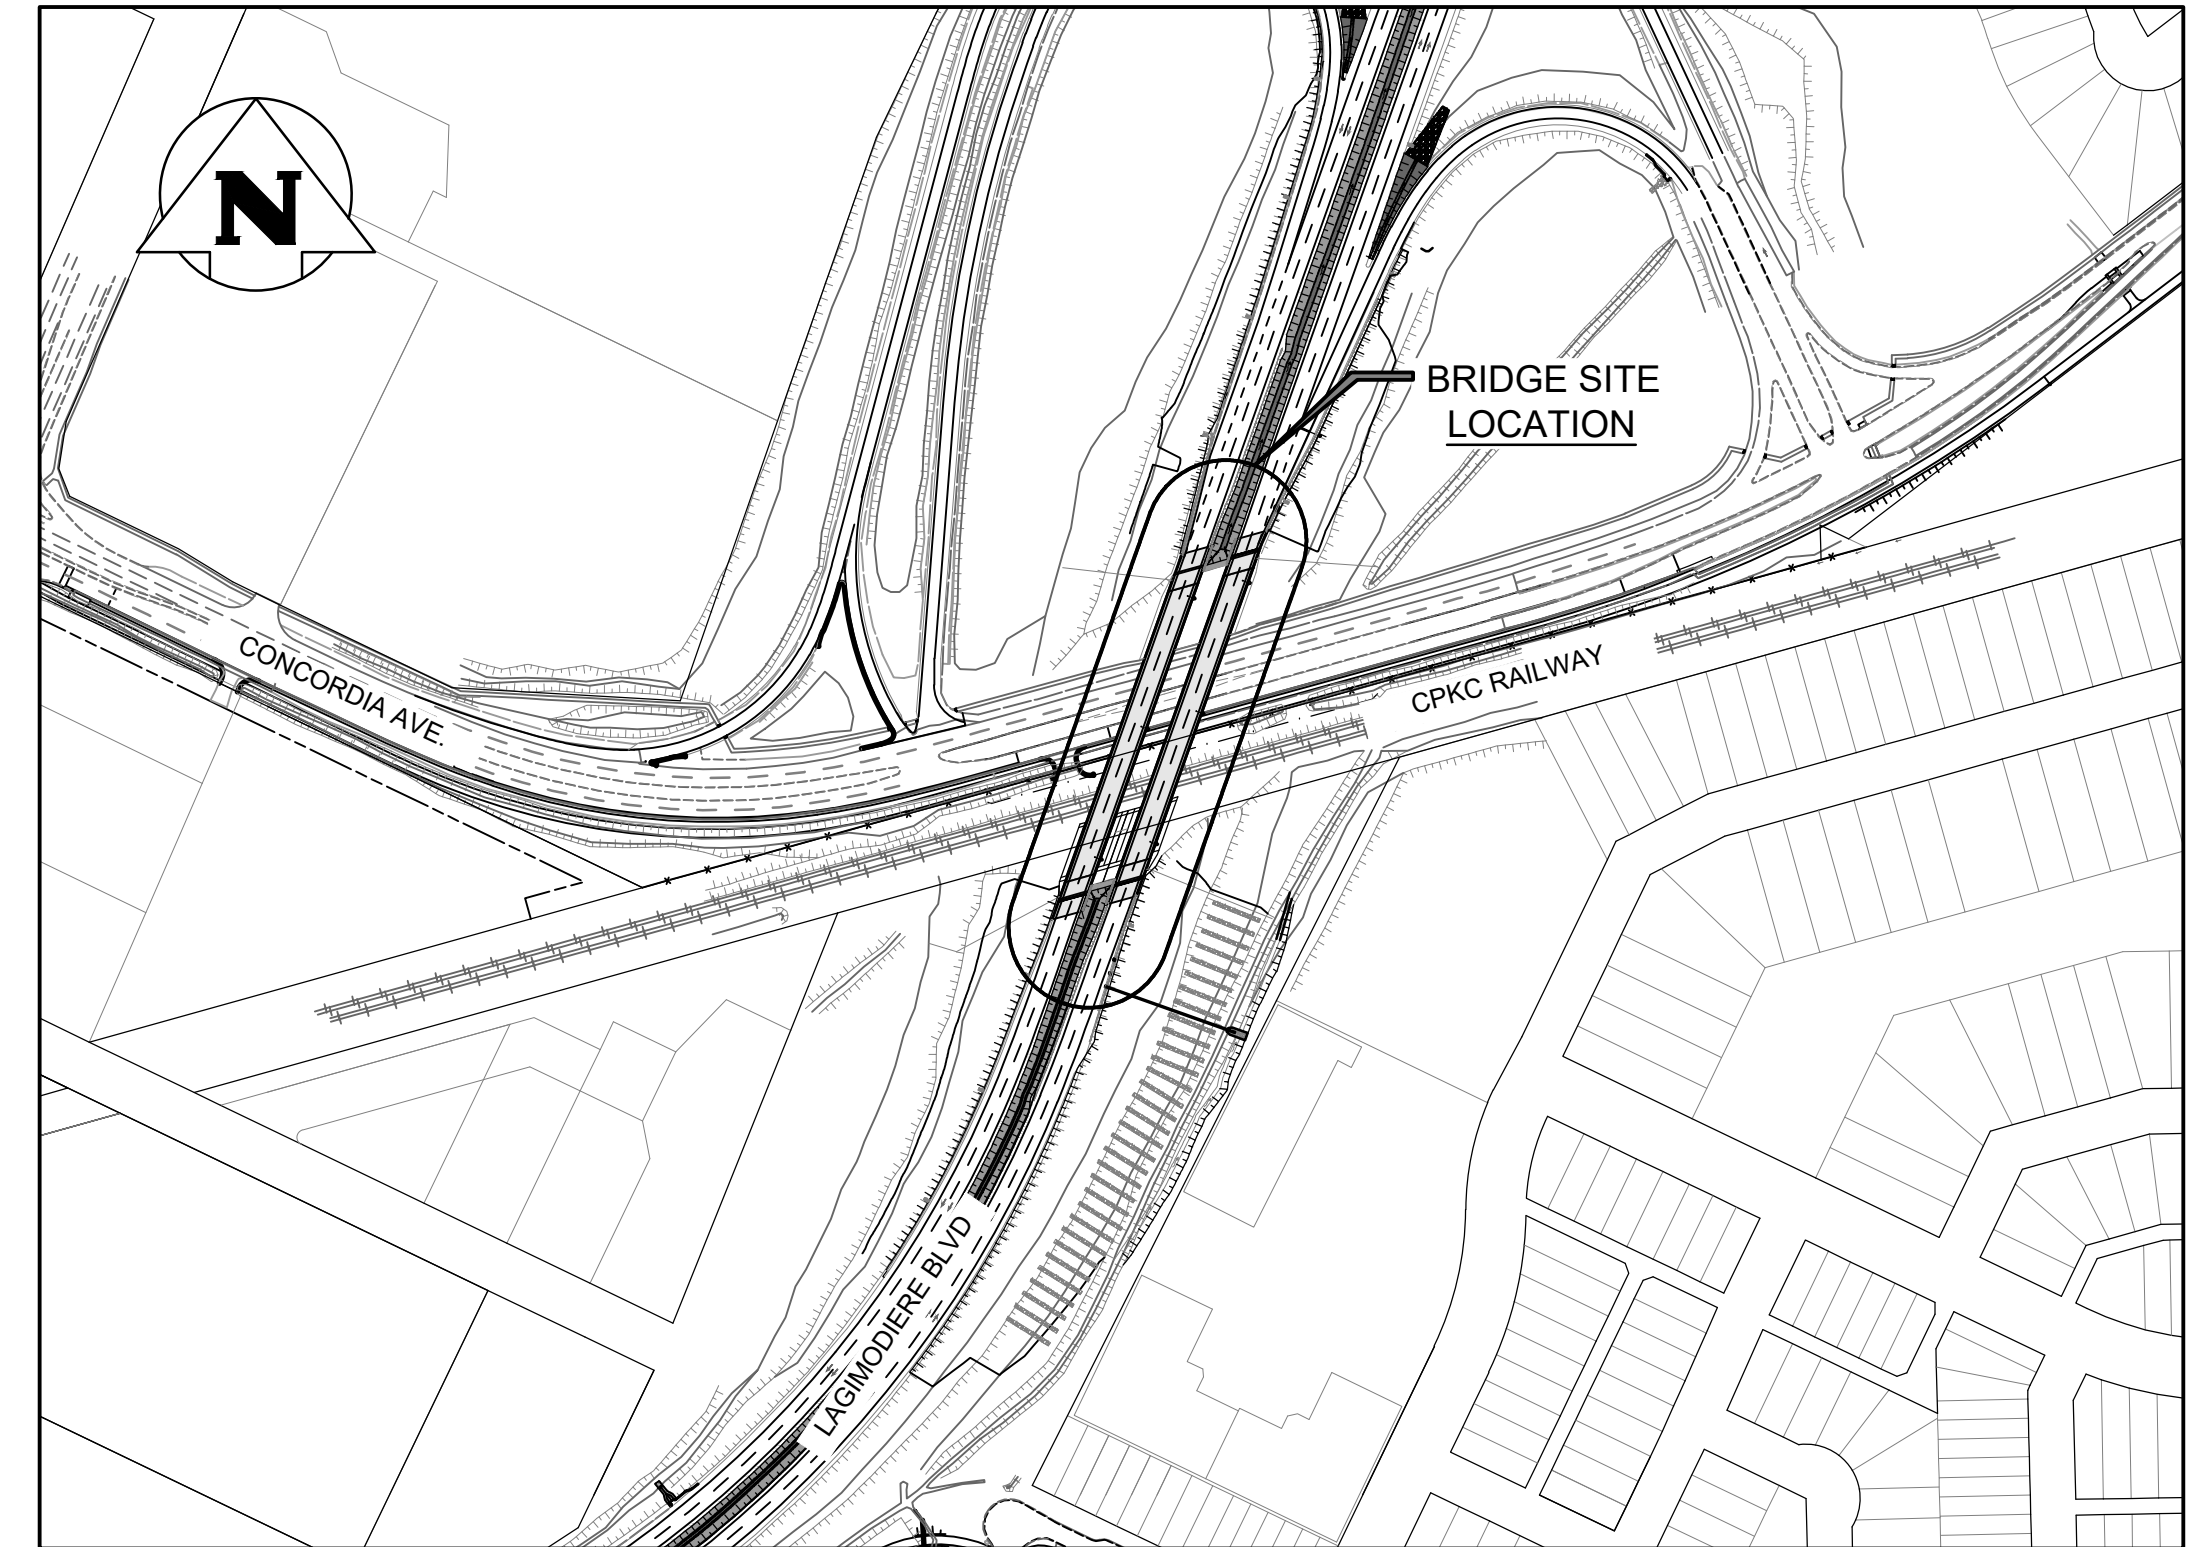 N
BRIDGE SITE
LOCATION
CONCORDIA AVE.
CPKC RAILWAY
LAGIMODIERE BLVD